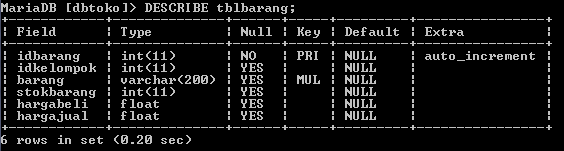 MariaDB [dbtoko]> DESCRIBE tblbarang;
+------------+--------------+------+-----+---------+----------------+
| Field      | Type         | Null | Key | Default | Extra          |
+------------+--------------+------+-----+---------+----------------+
| idbarang   | int(11)      | NO   | PRI | NULL    | auto_increment |
| idkelompok | int(11)      | YES  |     | NULL    |                |
| barang     | varchar(200) | YES  | MUL | NULL    |                |
| stokbarang | int(11)      | YES  |     | NULL    |                |
| hargabeli  | float        | YES  |     | NULL    |                |
| hargajual  | float        | YES  |     | NULL    |                |
+------------+--------------+------+-----+---------+----------------+
6 rows in set (0.20 sec)